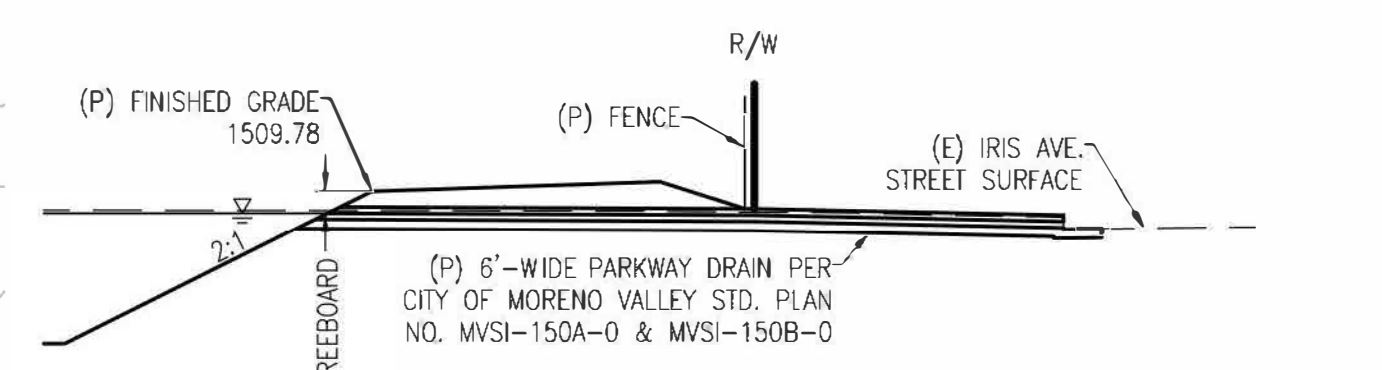 R/W
(P) FINISHED GRADE
1509.78
(P) FENCE
(E) IRIS AVE.
STREET SURFACE
2:1
(P) 6'-WIDE PARKWAY DRAIN PER
CITY OF MORENO VALLEY STD. PLAN
NO. MVSI-150A-0 & MVSI-150B-0
REEBOARD